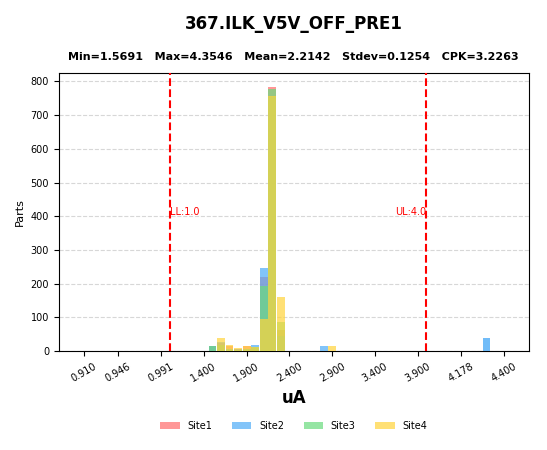 367.ILK_V5V_OFF_PRE1
Min=1.5691 Max=4.3546 Mean=2.2142 Stdev=0.1254 CPK=3.2263
800
700
600
500
400
300
200
100
0
Parts
LL:1.0
UL:4.0
0.910 0.946 0.991 1.400 1.900 2.400 2.900 3.400 3.900 4.178 4.400
uA
Site1 Site2 Site3 Site4